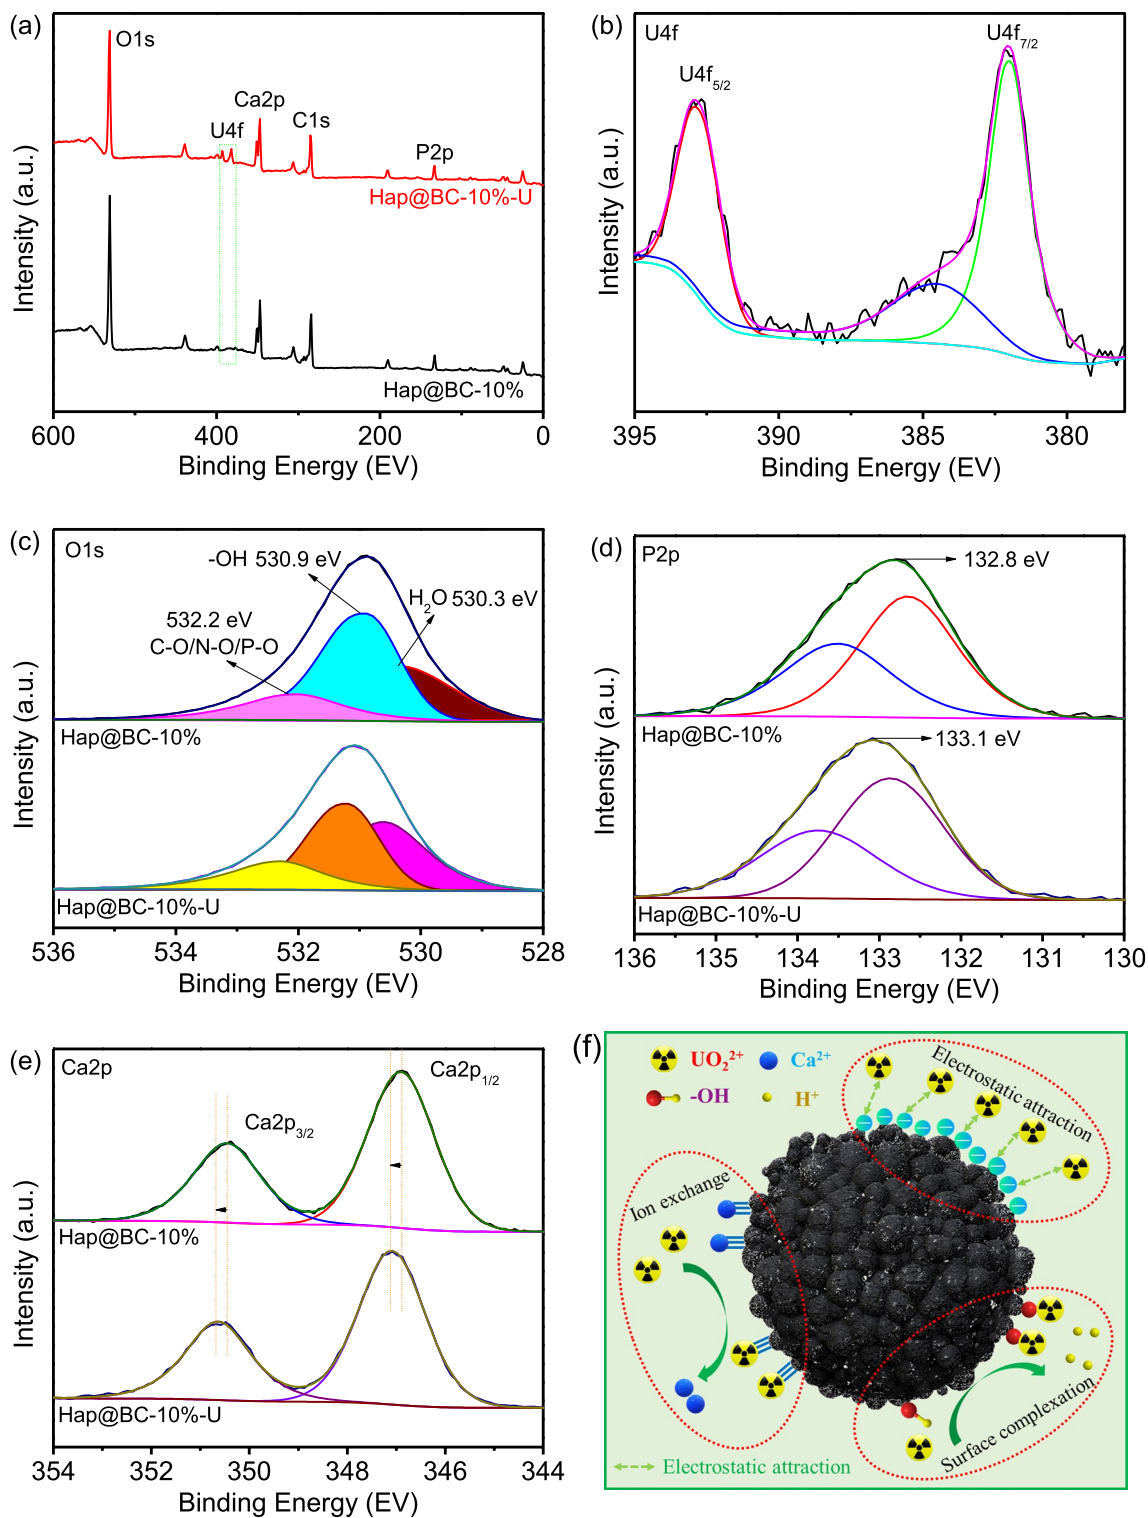 (a)
O1s
Ca2p
C1s
U4f
P2p
Hap@BC-10%-U
Hap@BC-10%
Intensity (a.u.)
600 400 200 0
Binding Energy (EV)
(b)
U4f
U4f7/2
U4f5/2
Intensity (a.u.)
395 390 385 380
Binding Energy (EV)
(c)
O1s
-OH 530.9 eV
H2O 530.3 eV
532.2 eV
C-O/N-O/P-O
Hap@BC-10%
Hap@BC-10%-U
Intensity (a.u.)
536 534 532 530 528
Binding Energy (EV)
(d)
P2p
132.8 eV
Hap@BC-10%
133.1 eV
Hap@BC-10%-U
Intensity (a.u.)
136 135 134 133 132 131 130
Binding Energy (EV)
(e)
Ca2p
Ca2p1/2
Ca2p3/2
Hap@BC-10%
Hap@BC-10%-U
Intensity (a.u.)
354 352 350 348 346 344
Binding Energy (EV)
(f)
UO2²⁺ Ca²⁺
-OH H⁺
Electrostatic attraction
Ion exchange
Surface complexation
Electrostatic attraction